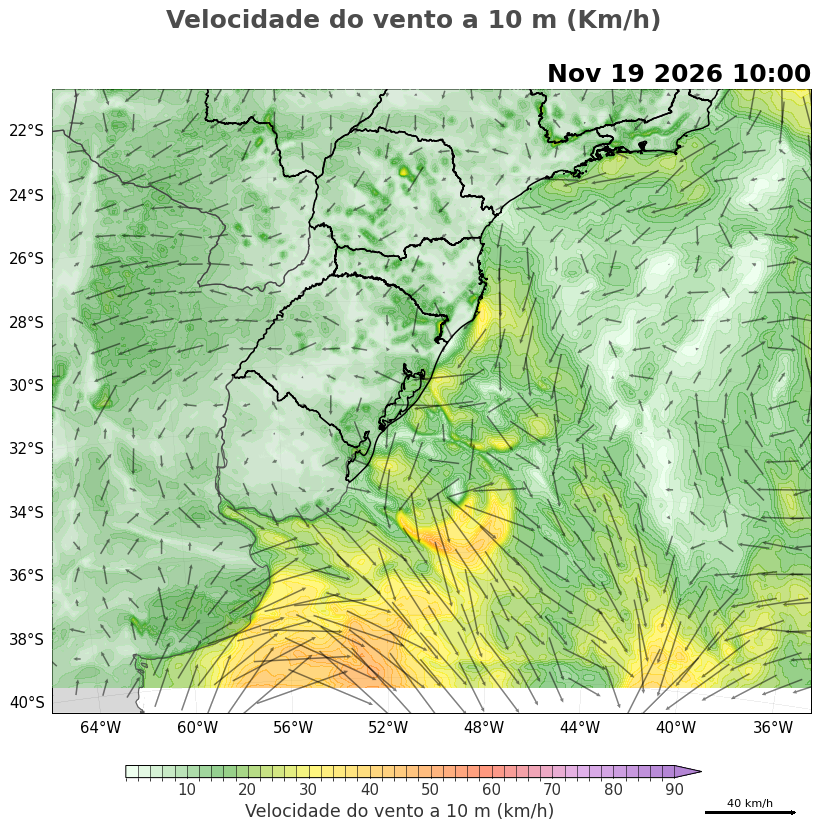 Velocidade do vento a 10 m (Km/h)
Nov 19 2026 10:00
22°S
24°S
26°S
28°S
30°S
32°S
34°S
36°S
38°S
40°S
64°W 60°W 56°W 52°W 48°W 44°W 40°W 36°W
10 20 30 40 50 60 70 80 90
Velocidade do vento a 10 m (km/h)
40 km/h